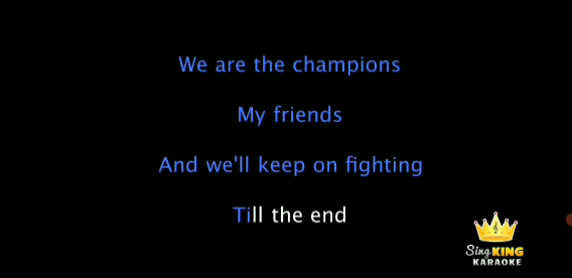 We are the champions
My friends
And we'll keep on fighting
Till the end
Sing KING
KARAOKE